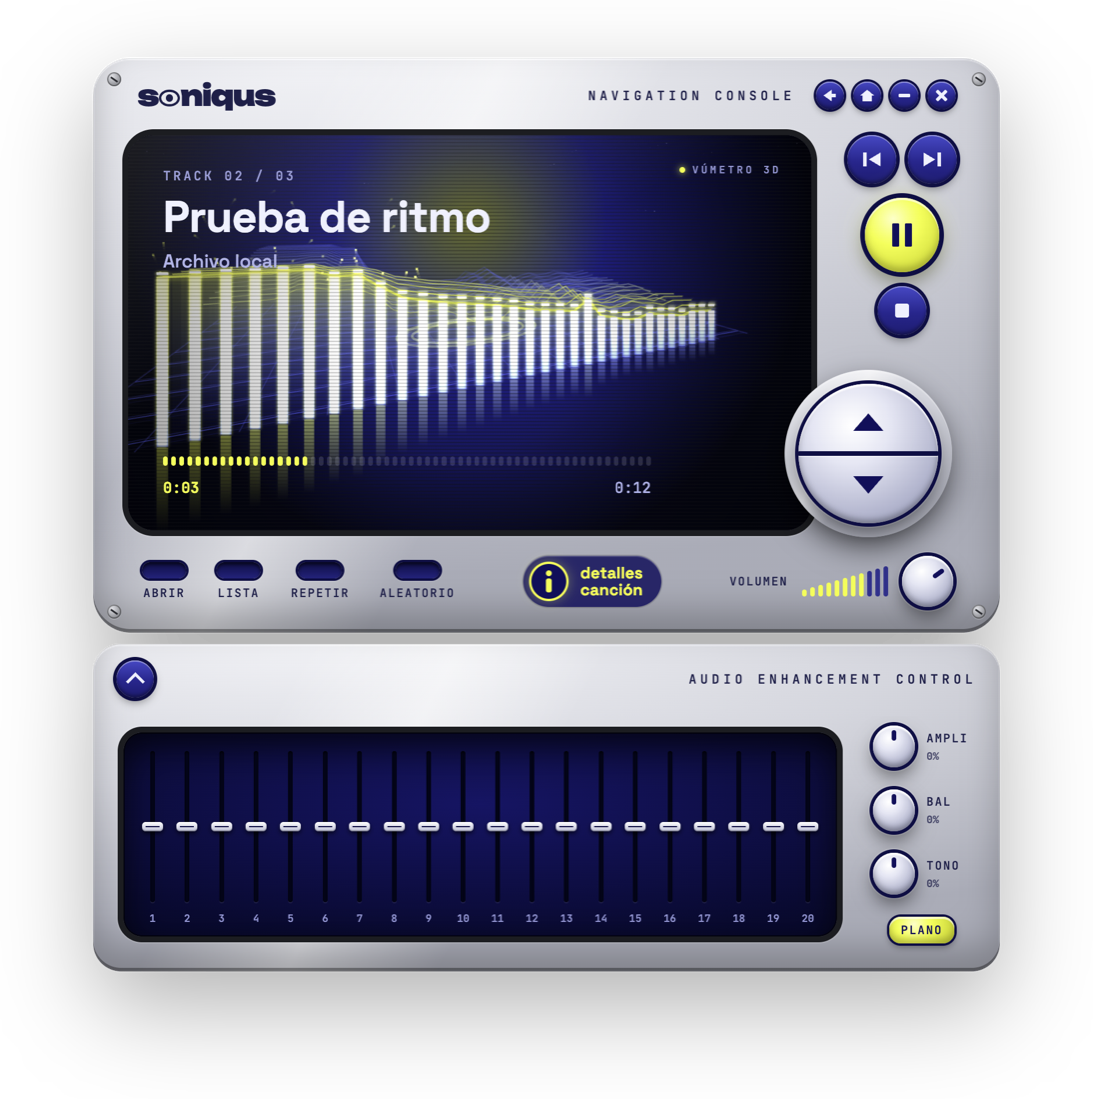 soniqus
NAVIGATION CONSOLE
TRACK 02 / 03
VÚMETRO 3D
Prueba de ritmo
Archivo local
0:03
0:12
ABRIR
LISTA
REPETIR
ALEATORIO
detalles
canción
VOLUMEN
AUDIO ENHANCEMENT CONTROL
AMPLI
0%
BAL
0%
TONO
0%
1 2 3 4 5 6 7 8 9 10 11 12 13 14 15 16 17 18 19 20
PLANO